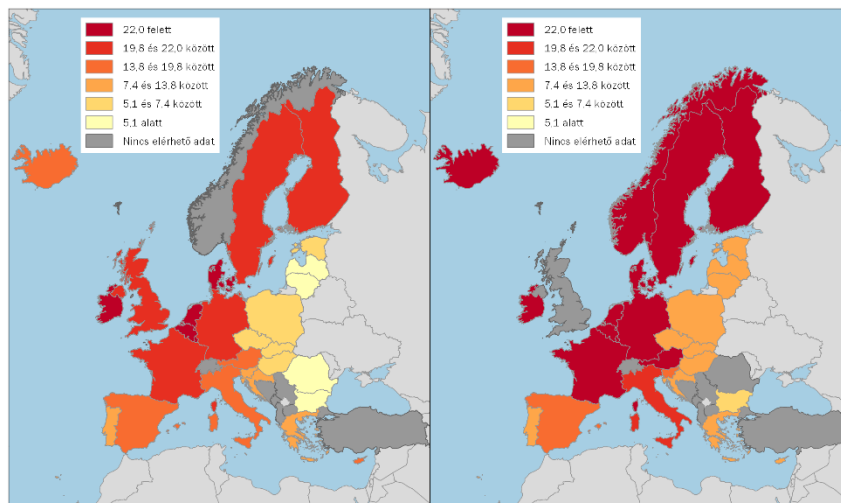 22,0 felett
19,8 és 22,0 között
13,8 és 19,8 között
7,4 és 13,8 között
5,1 és 7,4 között
5,1 alatt
Nincs elérhető adat
22,0 felett
19,8 és 22,0 között
13,8 és 19,8 között
7,4 és 13,8 között
5,1 és 7,4 között
5,1 alatt
Nincs elérhető adat